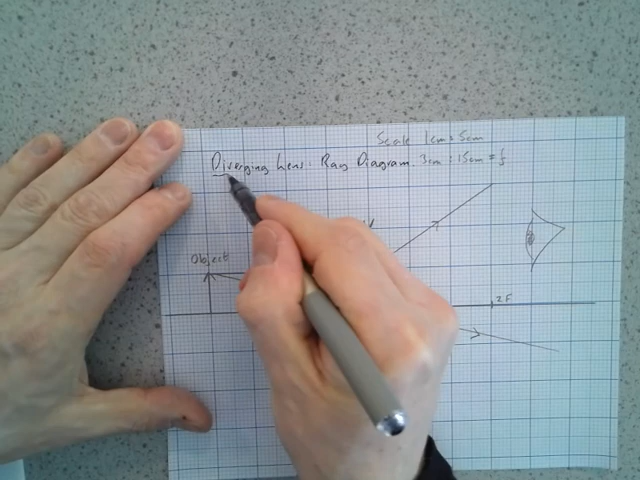 Scale 1cm = 5cm
Diverging Lens: Ray Diagram. 3cm : 15cm = f
Object
2F